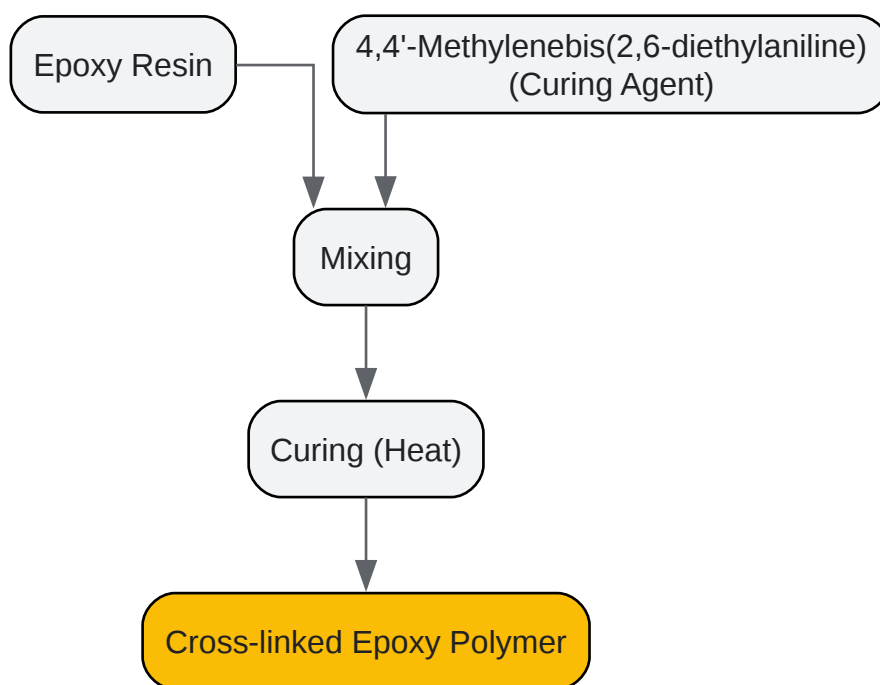 Epoxy Resin
4,4'-Methylenebis(2,6-diethylaniline)
(Curing Agent)
Mixing
Curing (Heat)
Cross-linked Epoxy Polymer